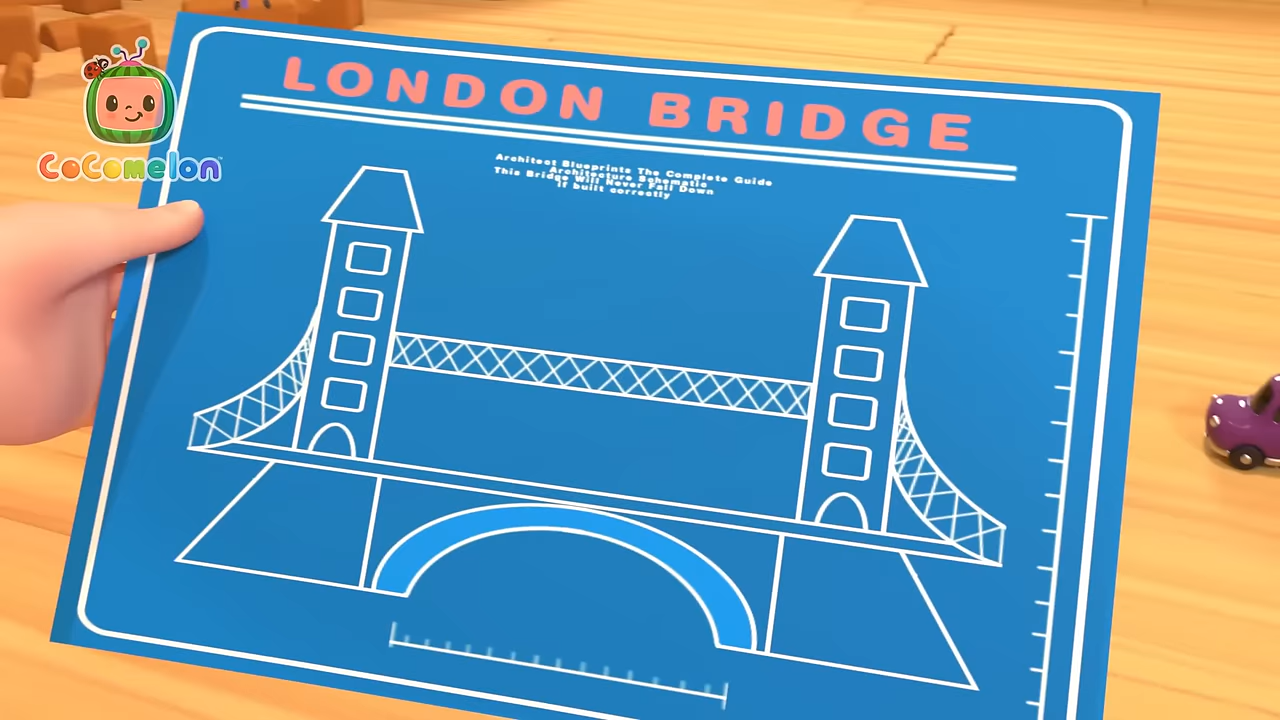 CoComelon
LONDON BRIDGE
Architect Blueprints The Complete Guide
Architecture Schematic
This Bridge Will Never Fall Down
If built correctly